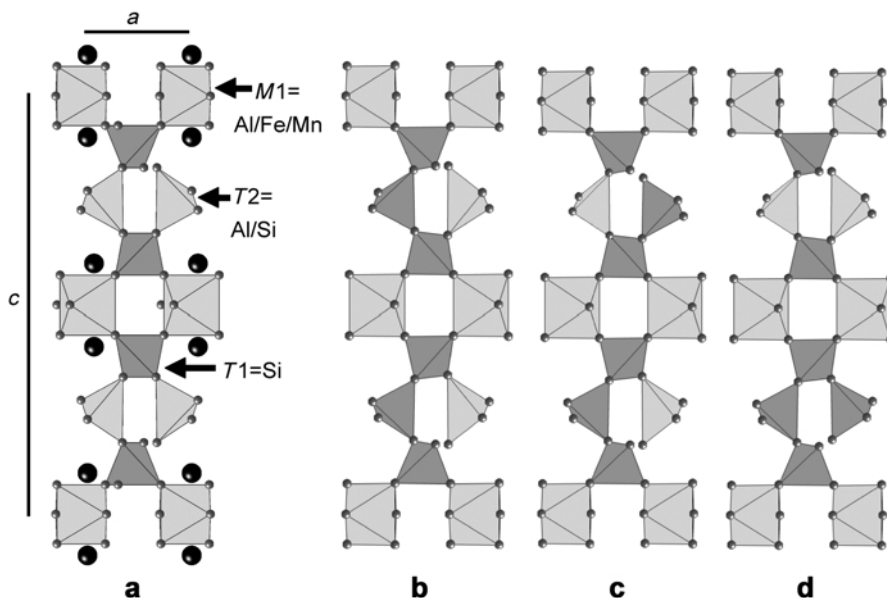 a
M1=
Al/Fe/Mn
T2=
Al/Si
c
T1=Si
a
b
c
d